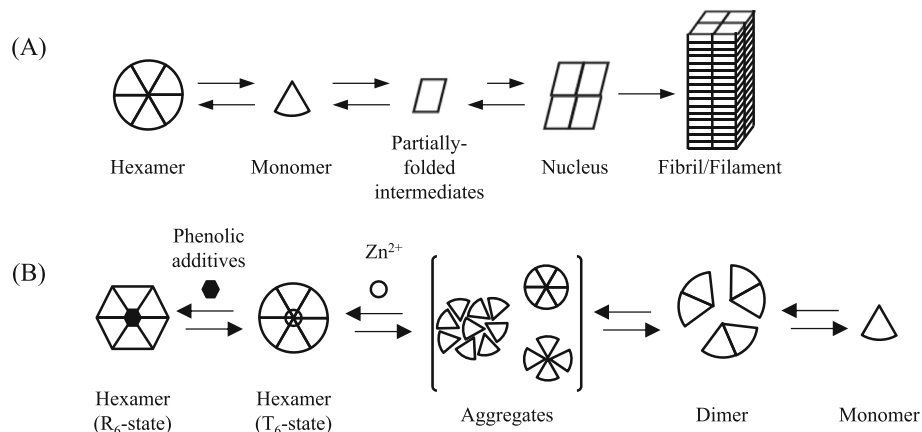 (A)
Hexamer
Monomer
Partially-
folded
intermediates
Nucleus
Fibril/Filament
(B)
Phenolic
additives
Zn2+
Hexamer
(R6-state)
Hexamer
(T6-state)
Aggregates
Dimer
Monomer